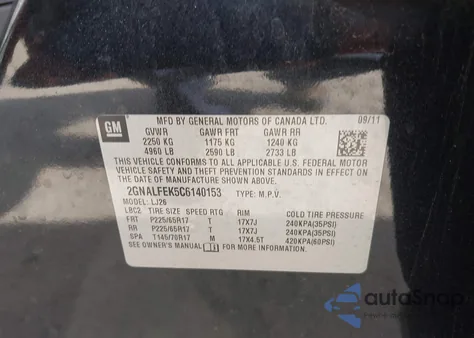 GM
MFD BY GENERAL MOTORS OF CANADA LTD. 09/11
GVWR GAWR FRT GAWR RR
2250 KG 1175 KG 1240 KG
4960 LB 2590 LB 2733 LB
THIS VEHICLE CONFORMS TO ALL APPLICABLE U.S. FEDERAL MOTOR
VEHICLE SAFETY AND THEFT PREVENTION STANDARDS IN EFFECT
ON THE DATE OF MANUFACTURE SHOWN ABOVE.
2GNALFEK5C6140153 TYPE: M.P.V.
MODEL: LJ26
LBC2 TIRE SIZE SPEED RTG RIM COLD TIRE PRESSURE
FRT P225/65R17 T 17X7J 240KPA(35PSI)
RR P225/65R17 T 17X7J 240KPA(35PSI)
SPA T145/70R17 M 17X4.5T 420KPA(60PSI)
SEE OWNER'S MANUAL FOR MORE INFORMATION.
autoSnap